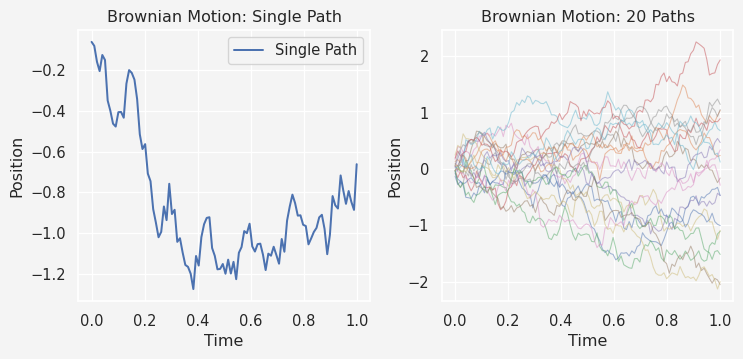 Brownian Motion: Single Path
Single Path
−0.2
−0.4
−0.6
−0.8
−1.0
−1.2
Position
0.0 0.2 0.4 0.6 0.8 1.0
Time
Brownian Motion: 20 Paths
2
1
0
−1
−2
Position
0.0 0.2 0.4 0.6 0.8 1.0
Time